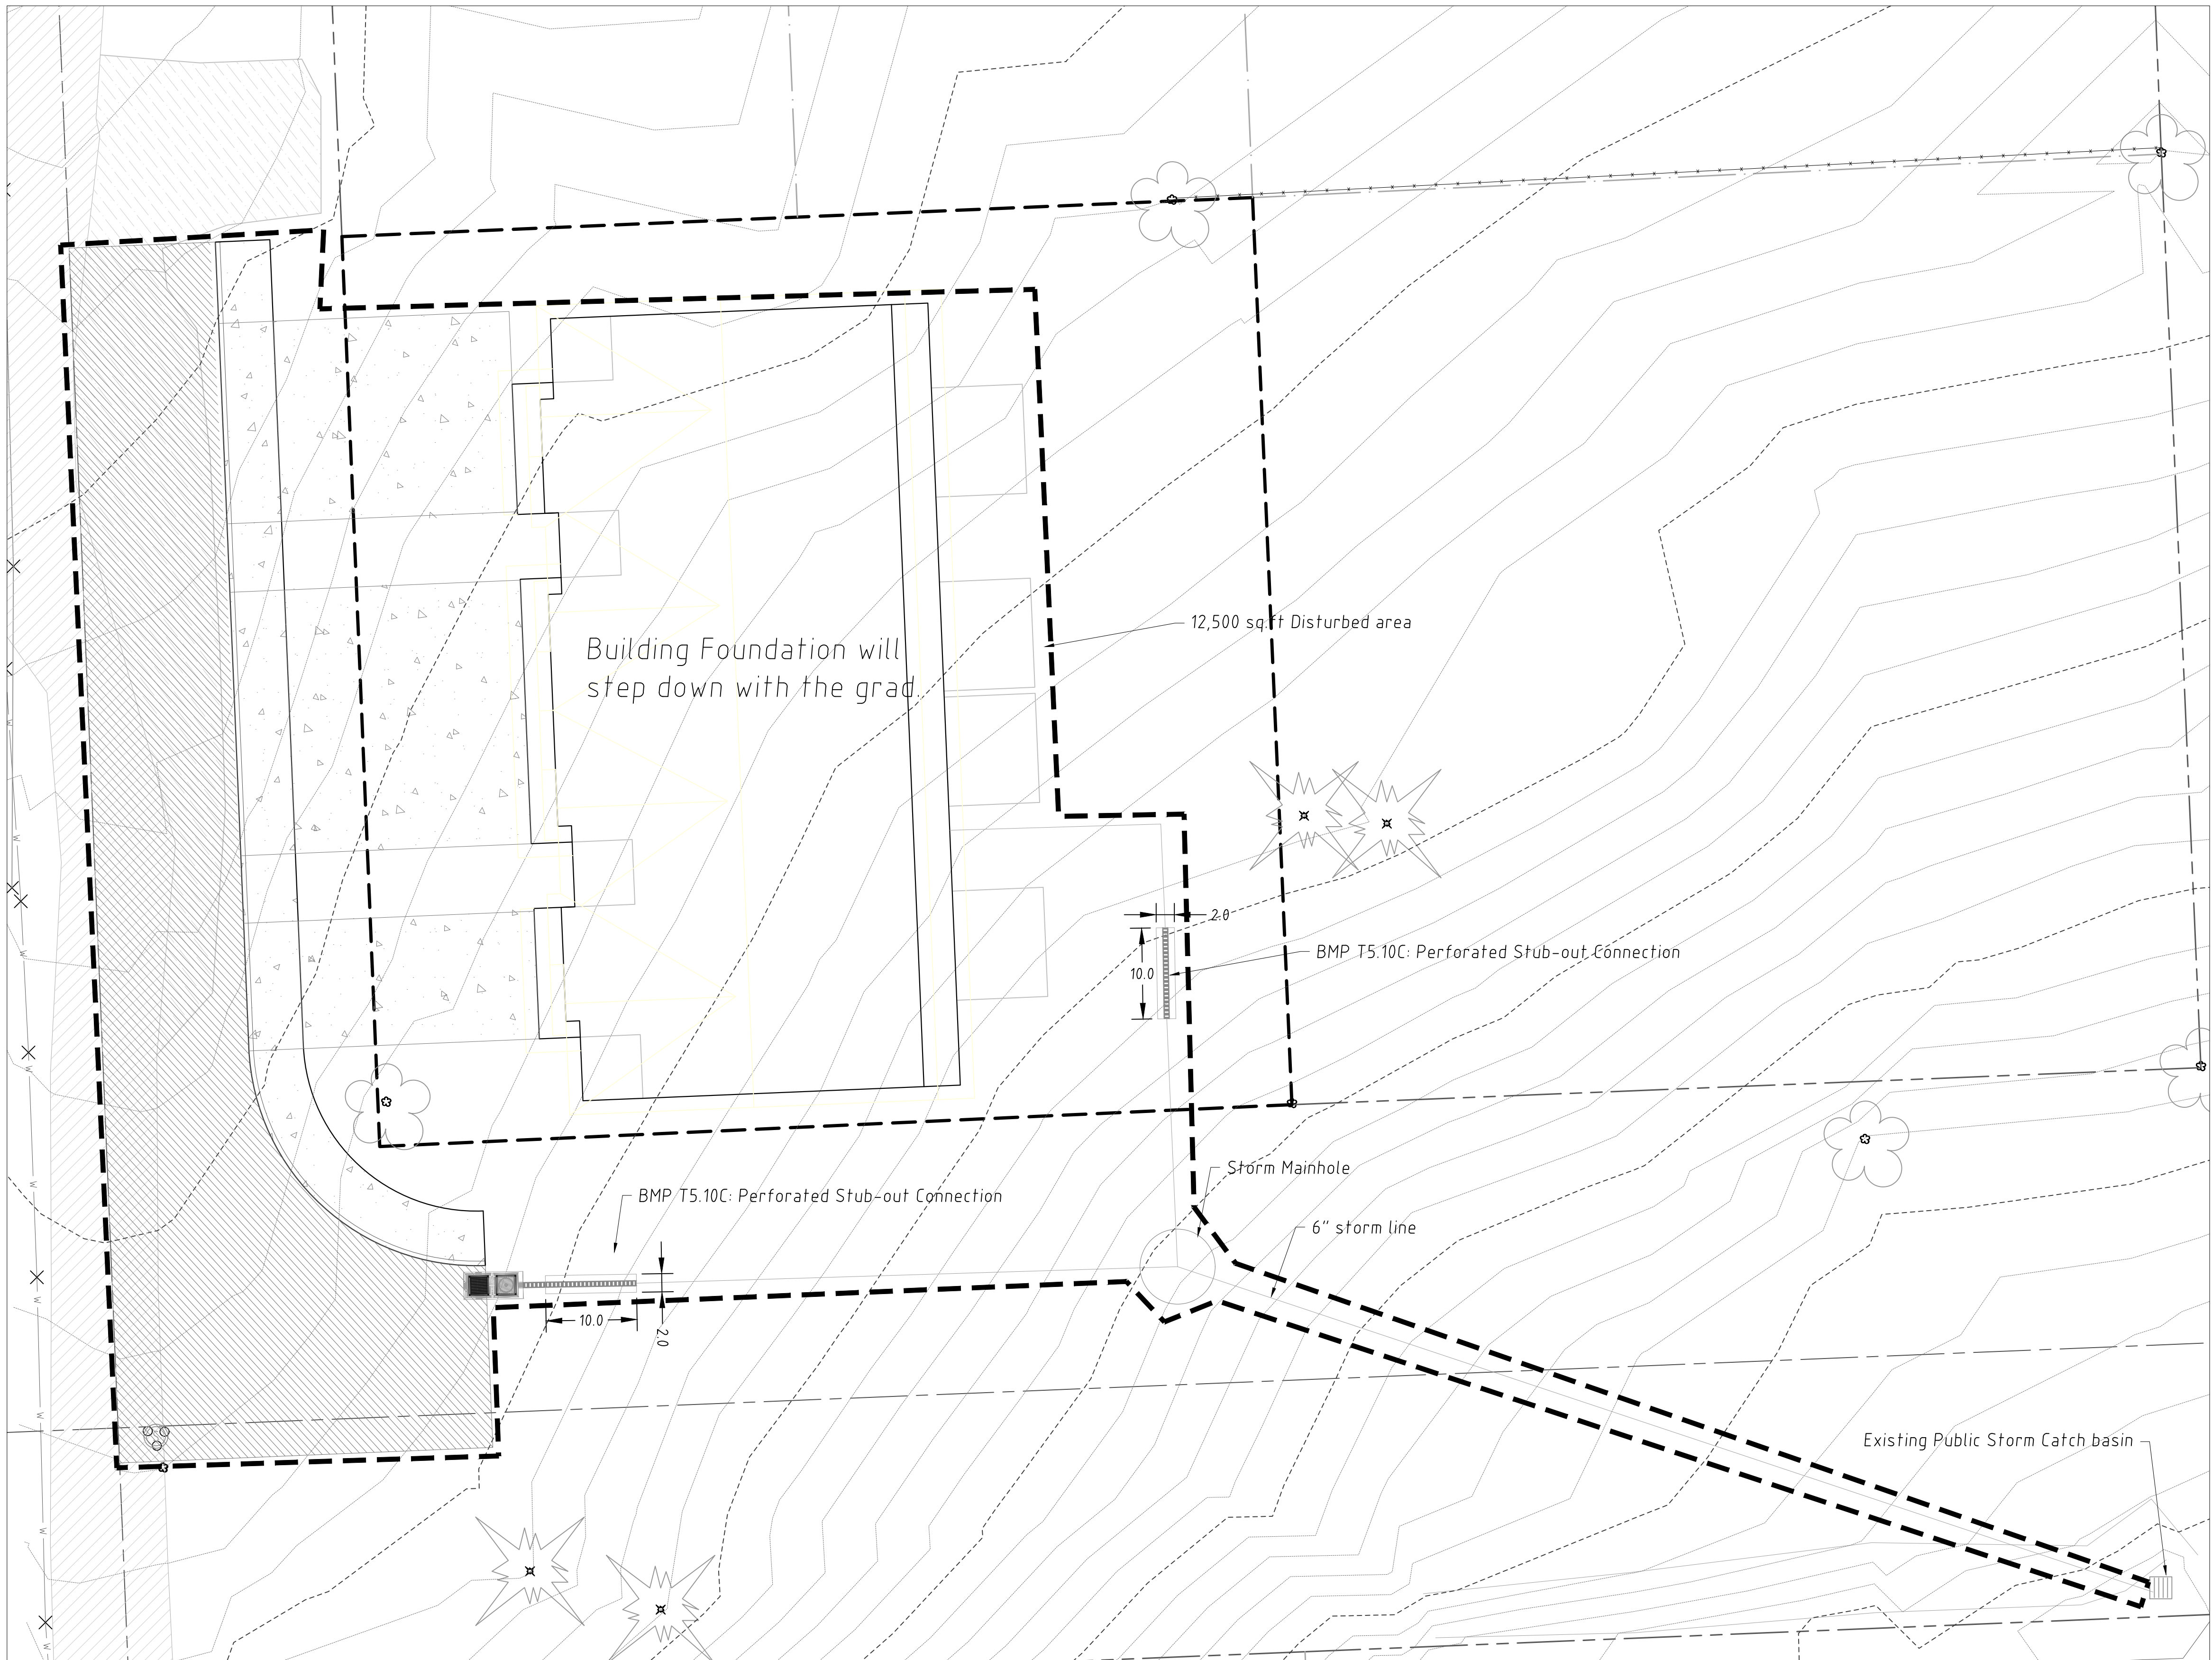 12,500 sq.ft Disturbed area
Building Foundation will
step down with the grad.
2.0
BMP T5.10C: Perforated Stub-out Connection
10.0
Storm Mainhole
BMP T5.10C: Perforated Stub-out Connection
6" storm line
10.0
2.0
Existing Public Storm Catch basin
W
W
W
W
W
W
W
W
W